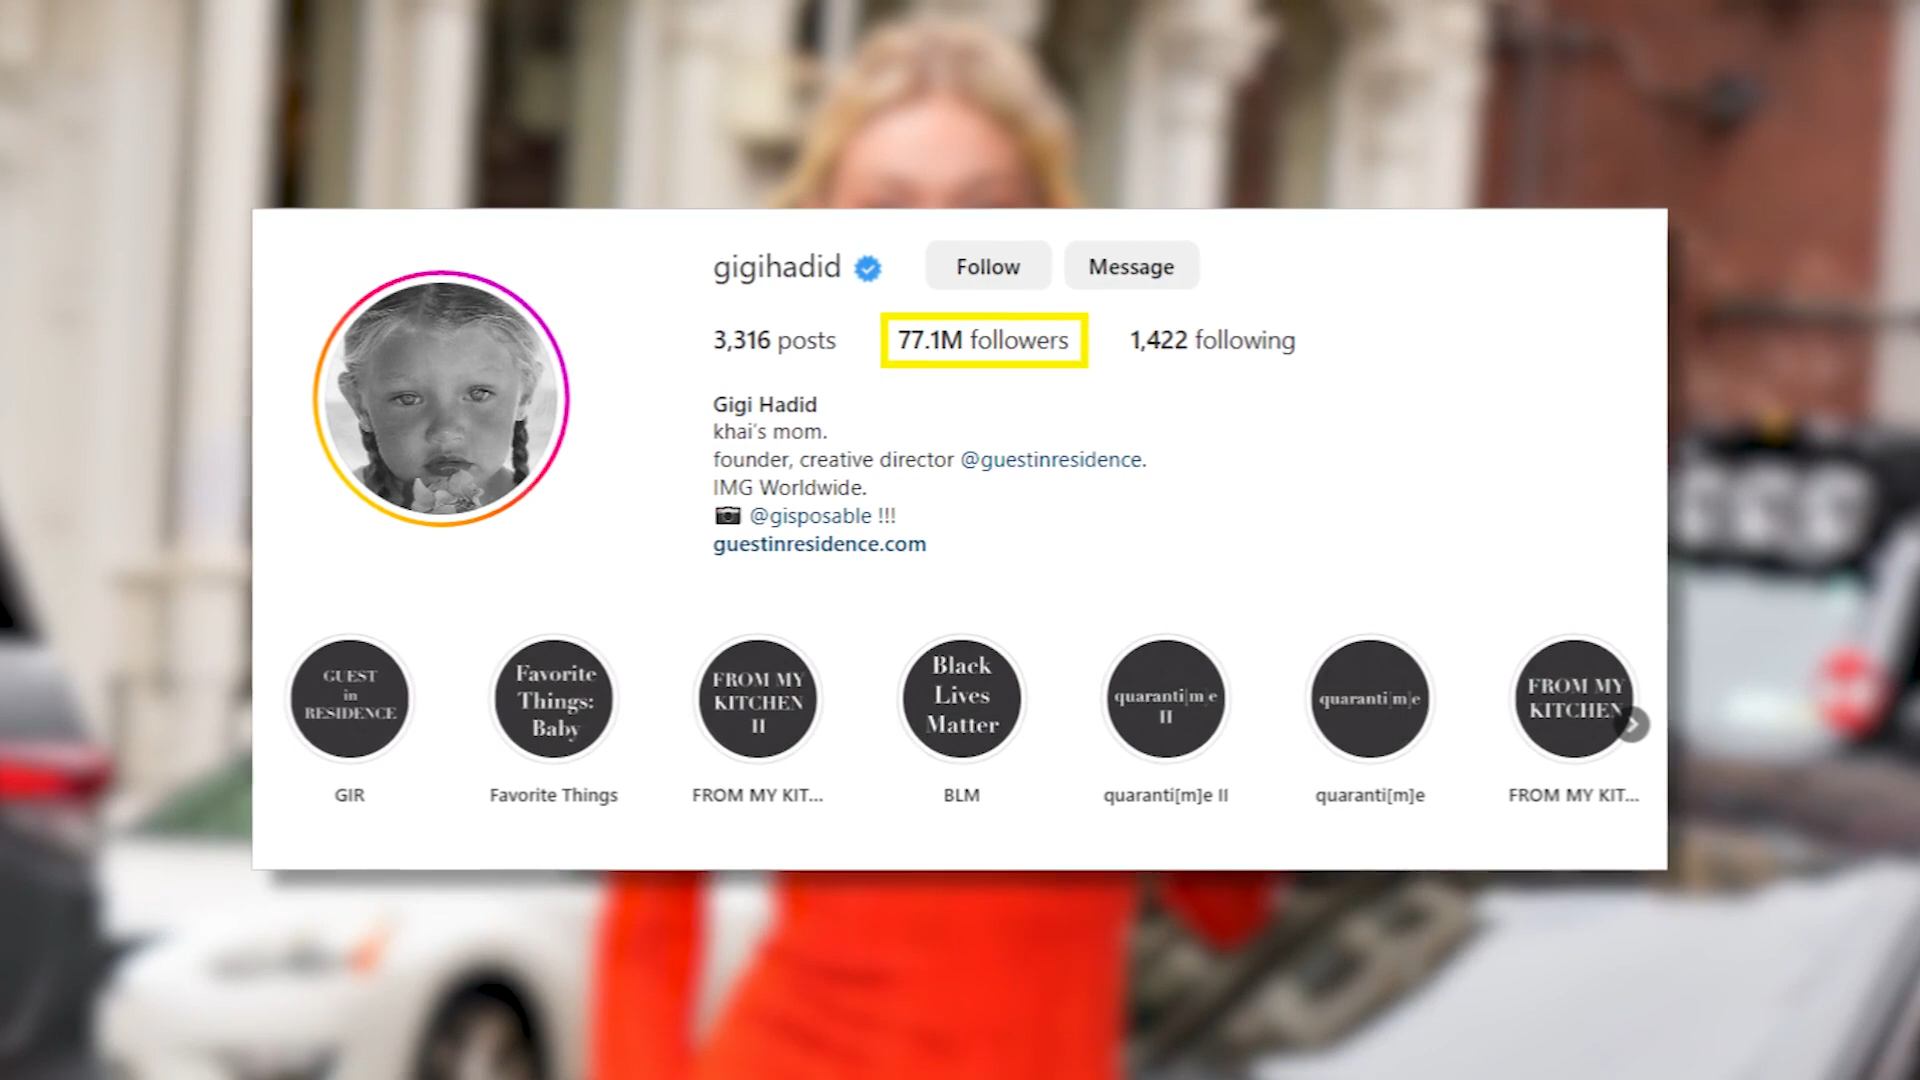 gigihadid
Follow
Message
3,316 posts
77.1M followers
1,422 following
Gigi Hadid
khai's mom.
founder, creative director @guestinresidence.
IMG Worldwide.
@gisposable !!!
guestinresidence.com
GUEST
in
RESIDENCE
Favorite
Things:
Baby
FROM MY
KITCHEN
II
Black
Lives
Matter
quaranti[m]e
II
quaranti[m]e
FROM MY
KITCHEN
GIR
Favorite Things
FROM MY KIT...
BLM
quaranti[m]e II
quaranti[m]e
FROM MY KIT...